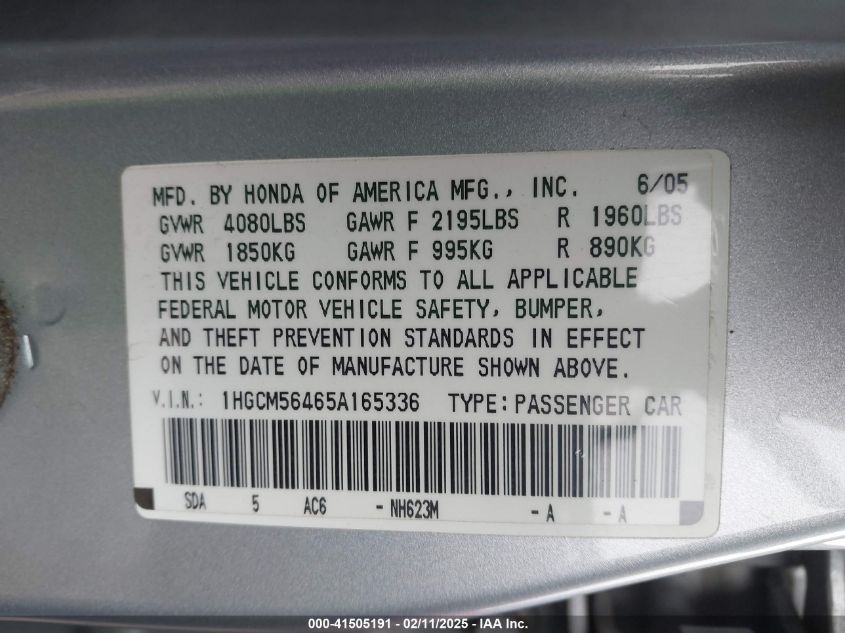 MFD. BY HONDA OF AMERICA MFG., INC. 6/05
GVWR 4080LBS GAWR F 2195LBS R 1960LBS
GVWR 1850KG GAWR F 995KG R 890KG
THIS VEHICLE CONFORMS TO ALL APPLICABLE
FEDERAL MOTOR VEHICLE SAFETY, BUMPER,
AND THEFT PREVENTION STANDARDS IN EFFECT
ON THE DATE OF MANUFACTURE SHOWN ABOVE.
V.I.N.: 1HGCM56465A165336 TYPE: PASSENGER CAR
SDA 5 AC6 - NH623M - A - A
000-41505191 - 02/11/2025 - IAA Inc.